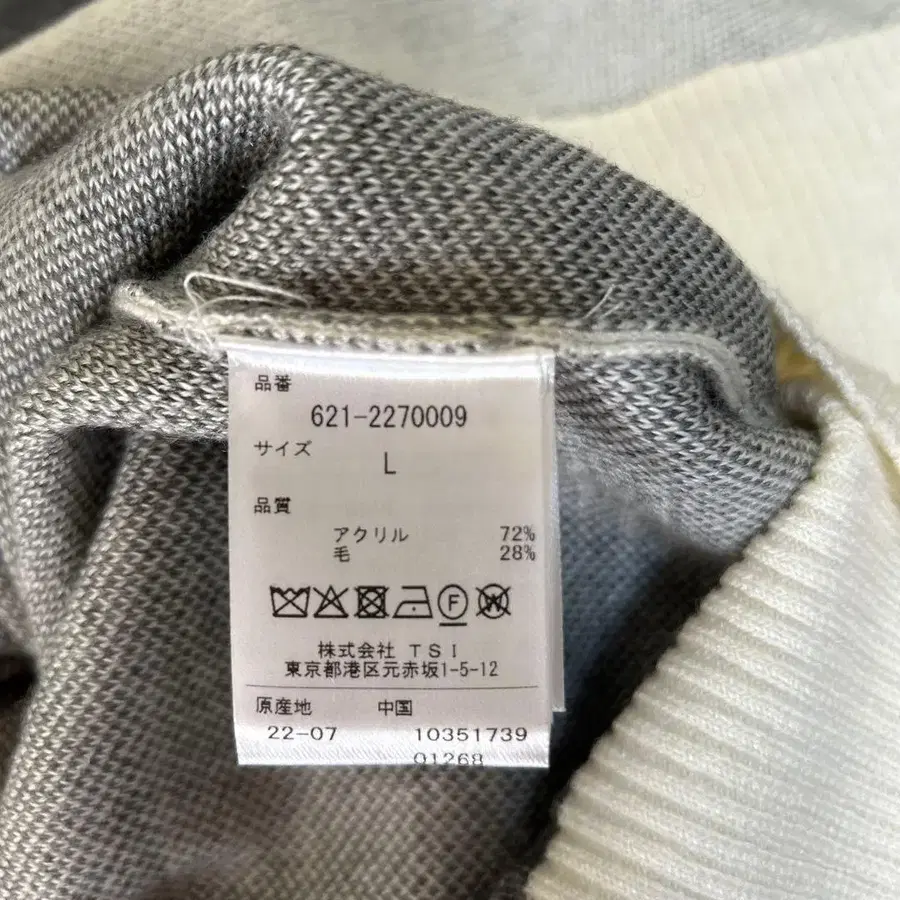 品番
621-2270009
サイズ
L
品質
アクリル 72%
毛 28%
F W
株式会社 TSI
東京都港区元赤坂1-5-12
原産地 中国
22-07 10351739
01268